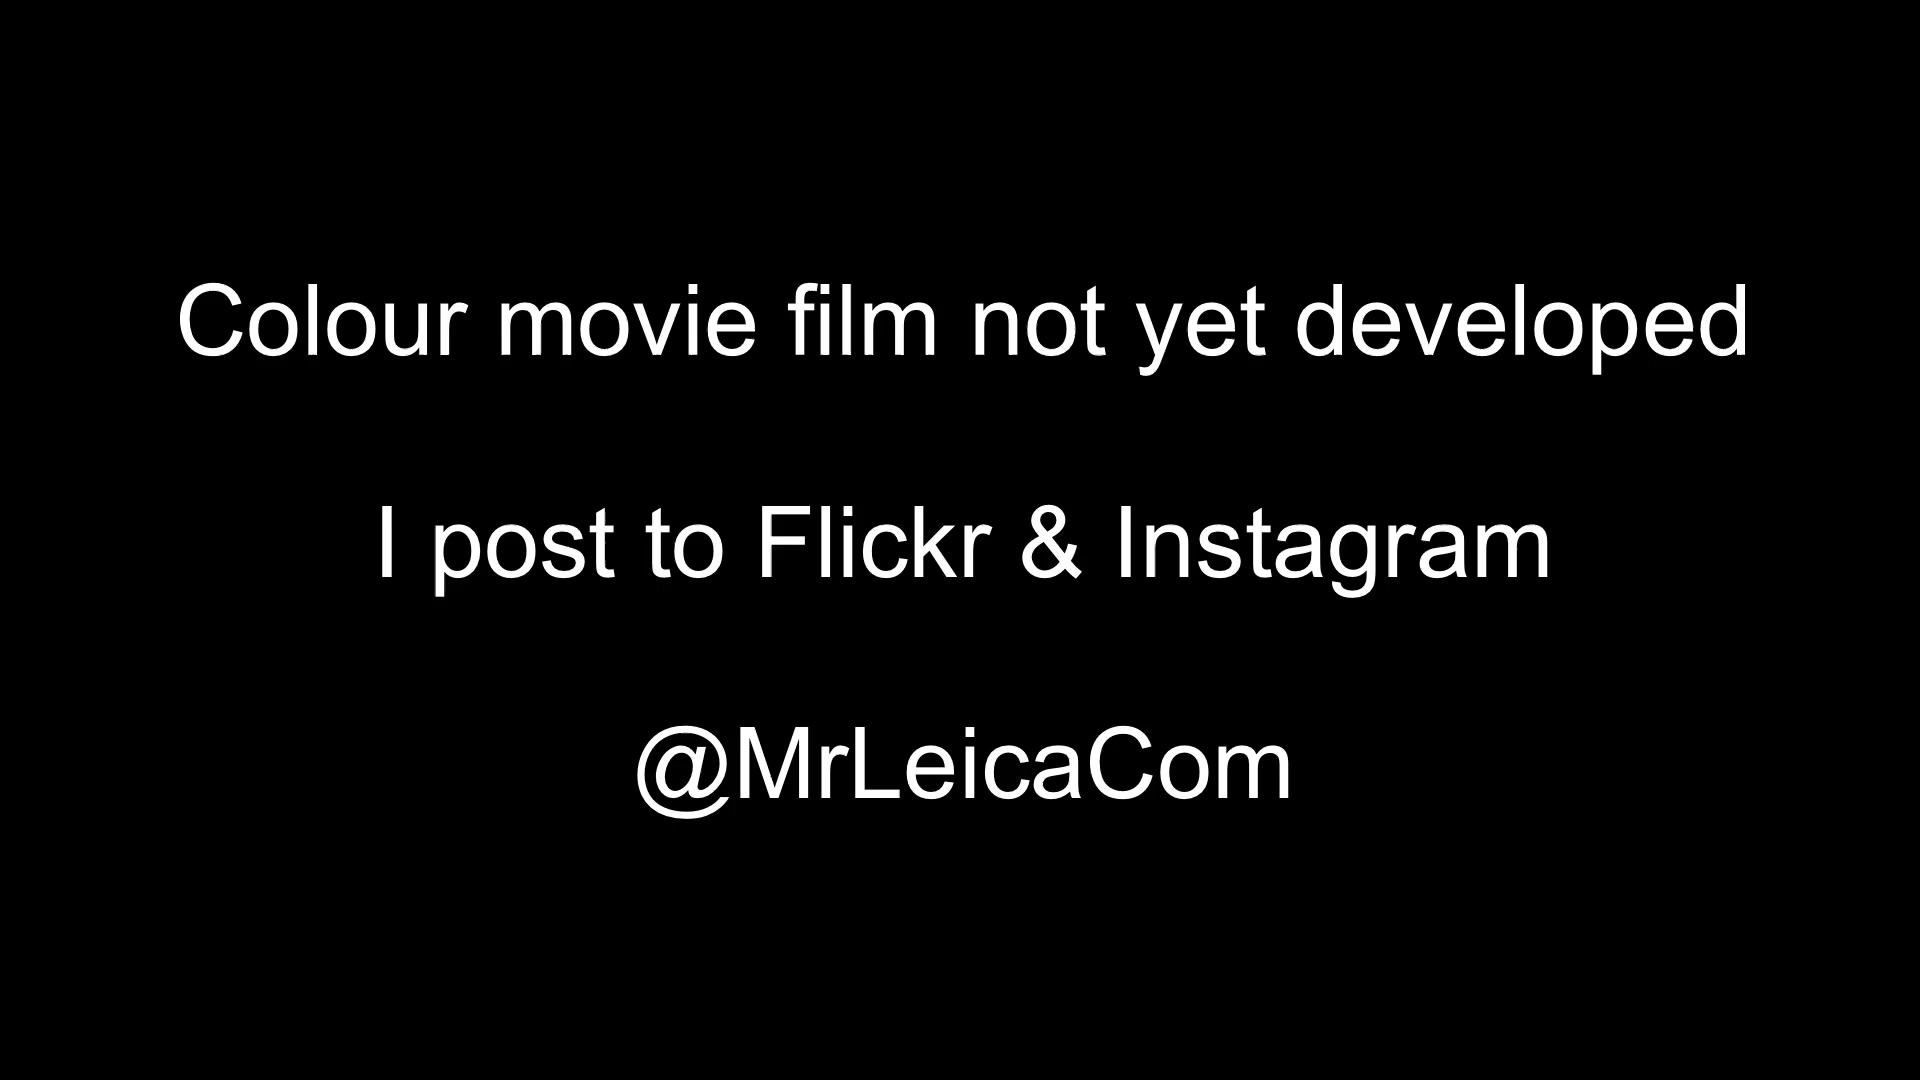 Colour movie film not yet developed
I post to Flickr & Instagram
@MrLeicaCom